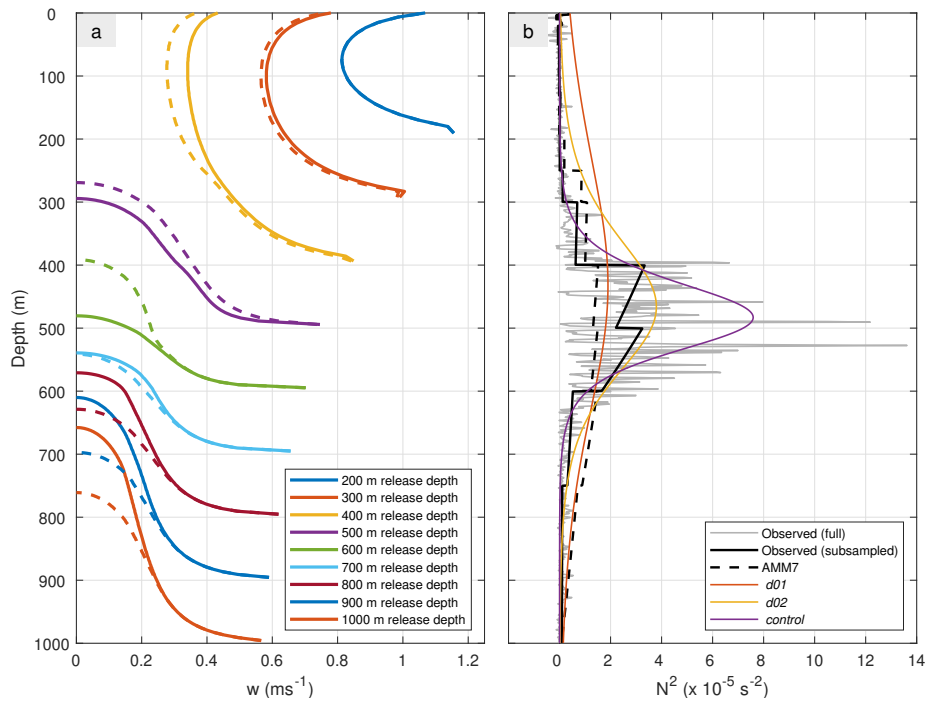 a
b
0
100
200
300
400
500
600
700
800
900
1000
Depth (m)
0
0.2
0.4
0.6
0.8
1
1.2
w (ms⁻¹)
200 m release depth
300 m release depth
400 m release depth
500 m release depth
600 m release depth
700 m release depth
800 m release depth
900 m release depth
1000 m release depth
0
2
4
6
8
10
12
14
N² (x 10⁻⁵ s⁻²)
Observed (full)
Observed (subsampled)
AMM7
d01
d02
control